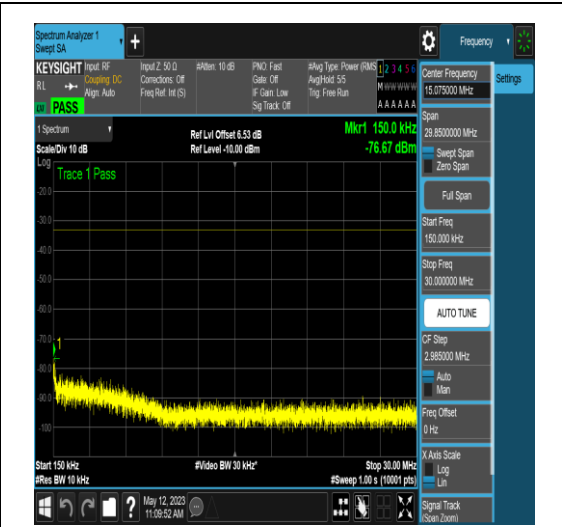 Spectrum Analyzer 1
Swept SA
+
Frequency
KEYSIGHT Input: RF Input Z: 50 Ω #Atten: 10 dB PNO: Fast #Avg Type: Power (RMS 1 2 3 4 5 6
RL Coupling: DC Corrections: Off Gate: Off Avg|Hold: 5/5 M W W W W W
Align: Auto Freq Ref: Int (S) IF Gain: Low Trig: Free Run
PASS Sig Track: Off A A A A A A
1 Spectrum
Ref Lvl Offset 6.53 dB Mkr1 150.0 kHz
Scale/Div 10 dB Ref Level -10.00 dBm -76.67 dBm
Log
Trace 1 Pass
-20.0
-30.0
-40.0
-50.0
-60.0
-70.0
1
-80.0
-90.0
-100
Start 150 kHz #Video BW 30 kHz* Stop 30.00 MHz
#Res BW 10 kHz #Sweep 1.00 s (10001 pts)
May 12, 2023
11:09:52 AM
?
Center Frequency
15.075000 MHz
Settings
Span
29.8500000 MHz
Swept Span
Zero Span
Full Span
Start Freq
150.000 kHz
Stop Freq
30.000000 MHz
AUTO TUNE
CF Step
2.985000 MHz
Auto
Man
Freq Offset
0 Hz
X Axis Scale
Log
Lin
Signal Track
(Span Zoom)